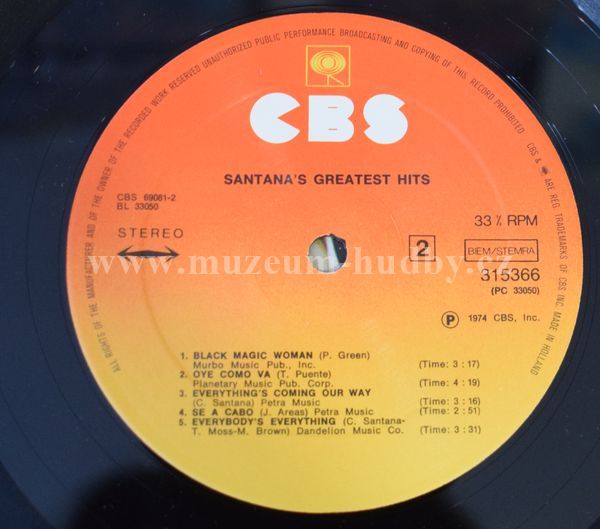 ALL RIGHTS OF THE MANUFACTURER AND OF THE OWNER OF THE RECORDED WORK RESERVED UNAUTHORIZED PUBLIC PERFORMANCE BROADCASTING AND COPYING OF THIS RECORD PROHIBITED
CBS & ARE REG. TRADEMARKS OF CBS INC. MADE IN HOLLAND
CBS
SANTANA'S GREATEST HITS
CBS 69081-2
BL 33050
STEREO
33⅓ RPM
2
BIEM/STEMRA
315366
(PC 33050)
www.muzeum-hudby.cz
P 1974 CBS, Inc.
1. BLACK MAGIC WOMAN (P. Green)
Murbo Music Pub., Inc. (Time: 3 : 17)
2. OYE COMO VA (T. Puente)
Planetary Music Pub. Corp. (Time: 4 : 19)
3. EVERYTHING'S COMING OUR WAY
(C. Santana) Petra Music (Time: 3 : 16)
4. SE A CABO (J. Areas) Petra Music (Time: 2 : 51)
5. EVERYBODY'S EVERYTHING (C. Santana-
T. Moss-M. Brown) Dandelion Music Co. (Time: 3 : 31)